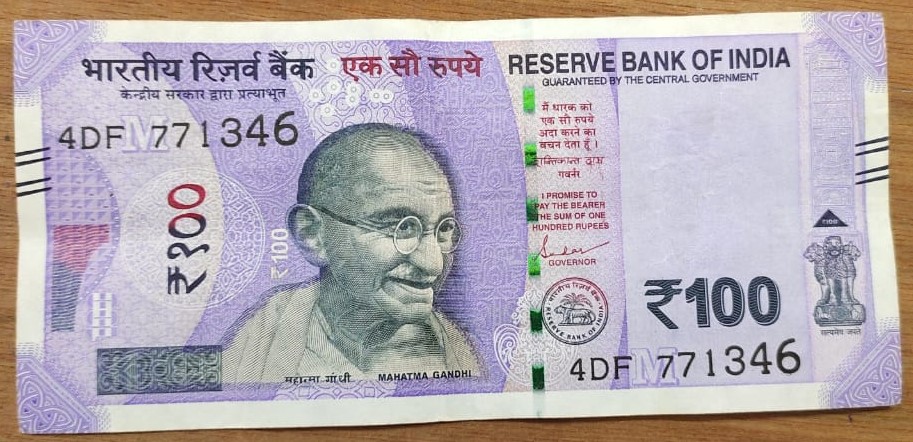 भारतीय रिज़र्व बैंक
केन्द्रीय सरकार द्वारा प्रत्याभूत
एक सौ रुपये
RESERVE BANK OF INDIA
GUARANTEED BY THE CENTRAL GOVERNMENT
4DF 771346
M
₹१००
₹100
मैं धारक को
एक सौ रुपये
अदा करने का
वचन देता हूँ ।
गवर्नर
I PROMISE TO
PAY THE BEARER
THE SUM OF ONE
HUNDRED RUPEES
GOVERNOR
भारतीय रिज़र्व बैंक
RESERVE BANK OF INDIA
₹100
₹100
सत्यमेव जयते
महात्मा गांधी
MAHATMA GANDHI
4DF 771346
M